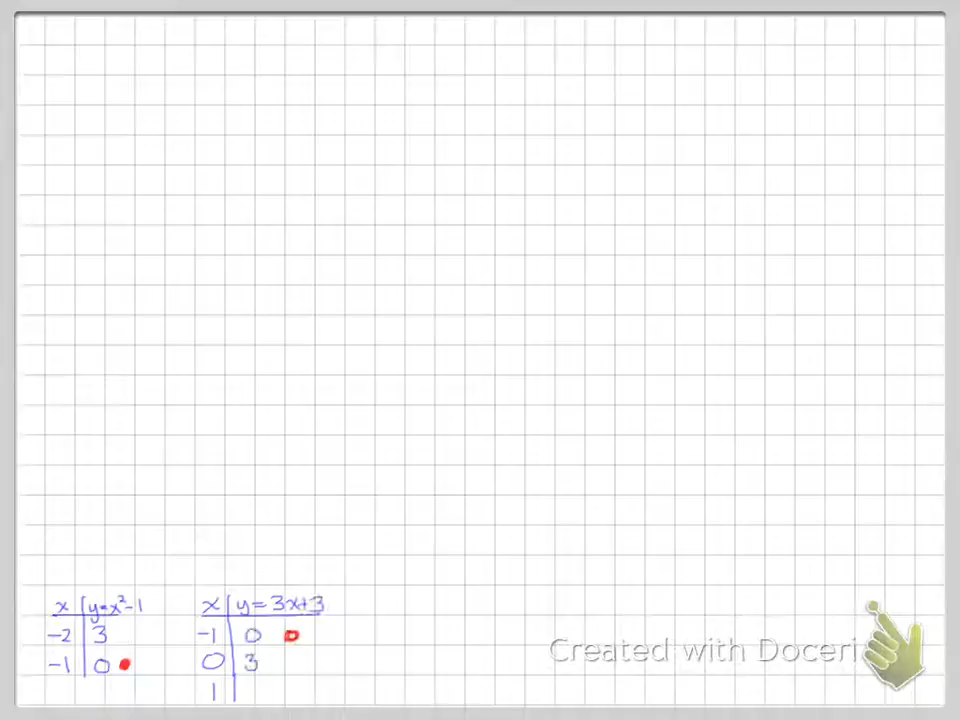 x y=x²-1
-2 3
-1 0
x y=3x+3
-1 0
0 3
1
Created with Doceri